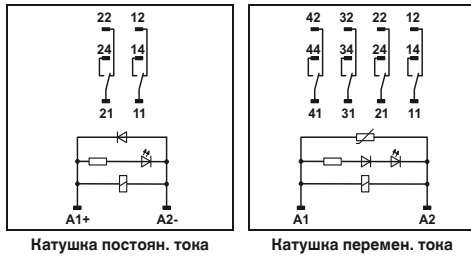 22 12
24 14
21 11
A1+ A2-
Катушка постоян. тока
42 32 22 12
44 34 24 14
41 31 21 11
A1 A2
Катушка перемен. тока